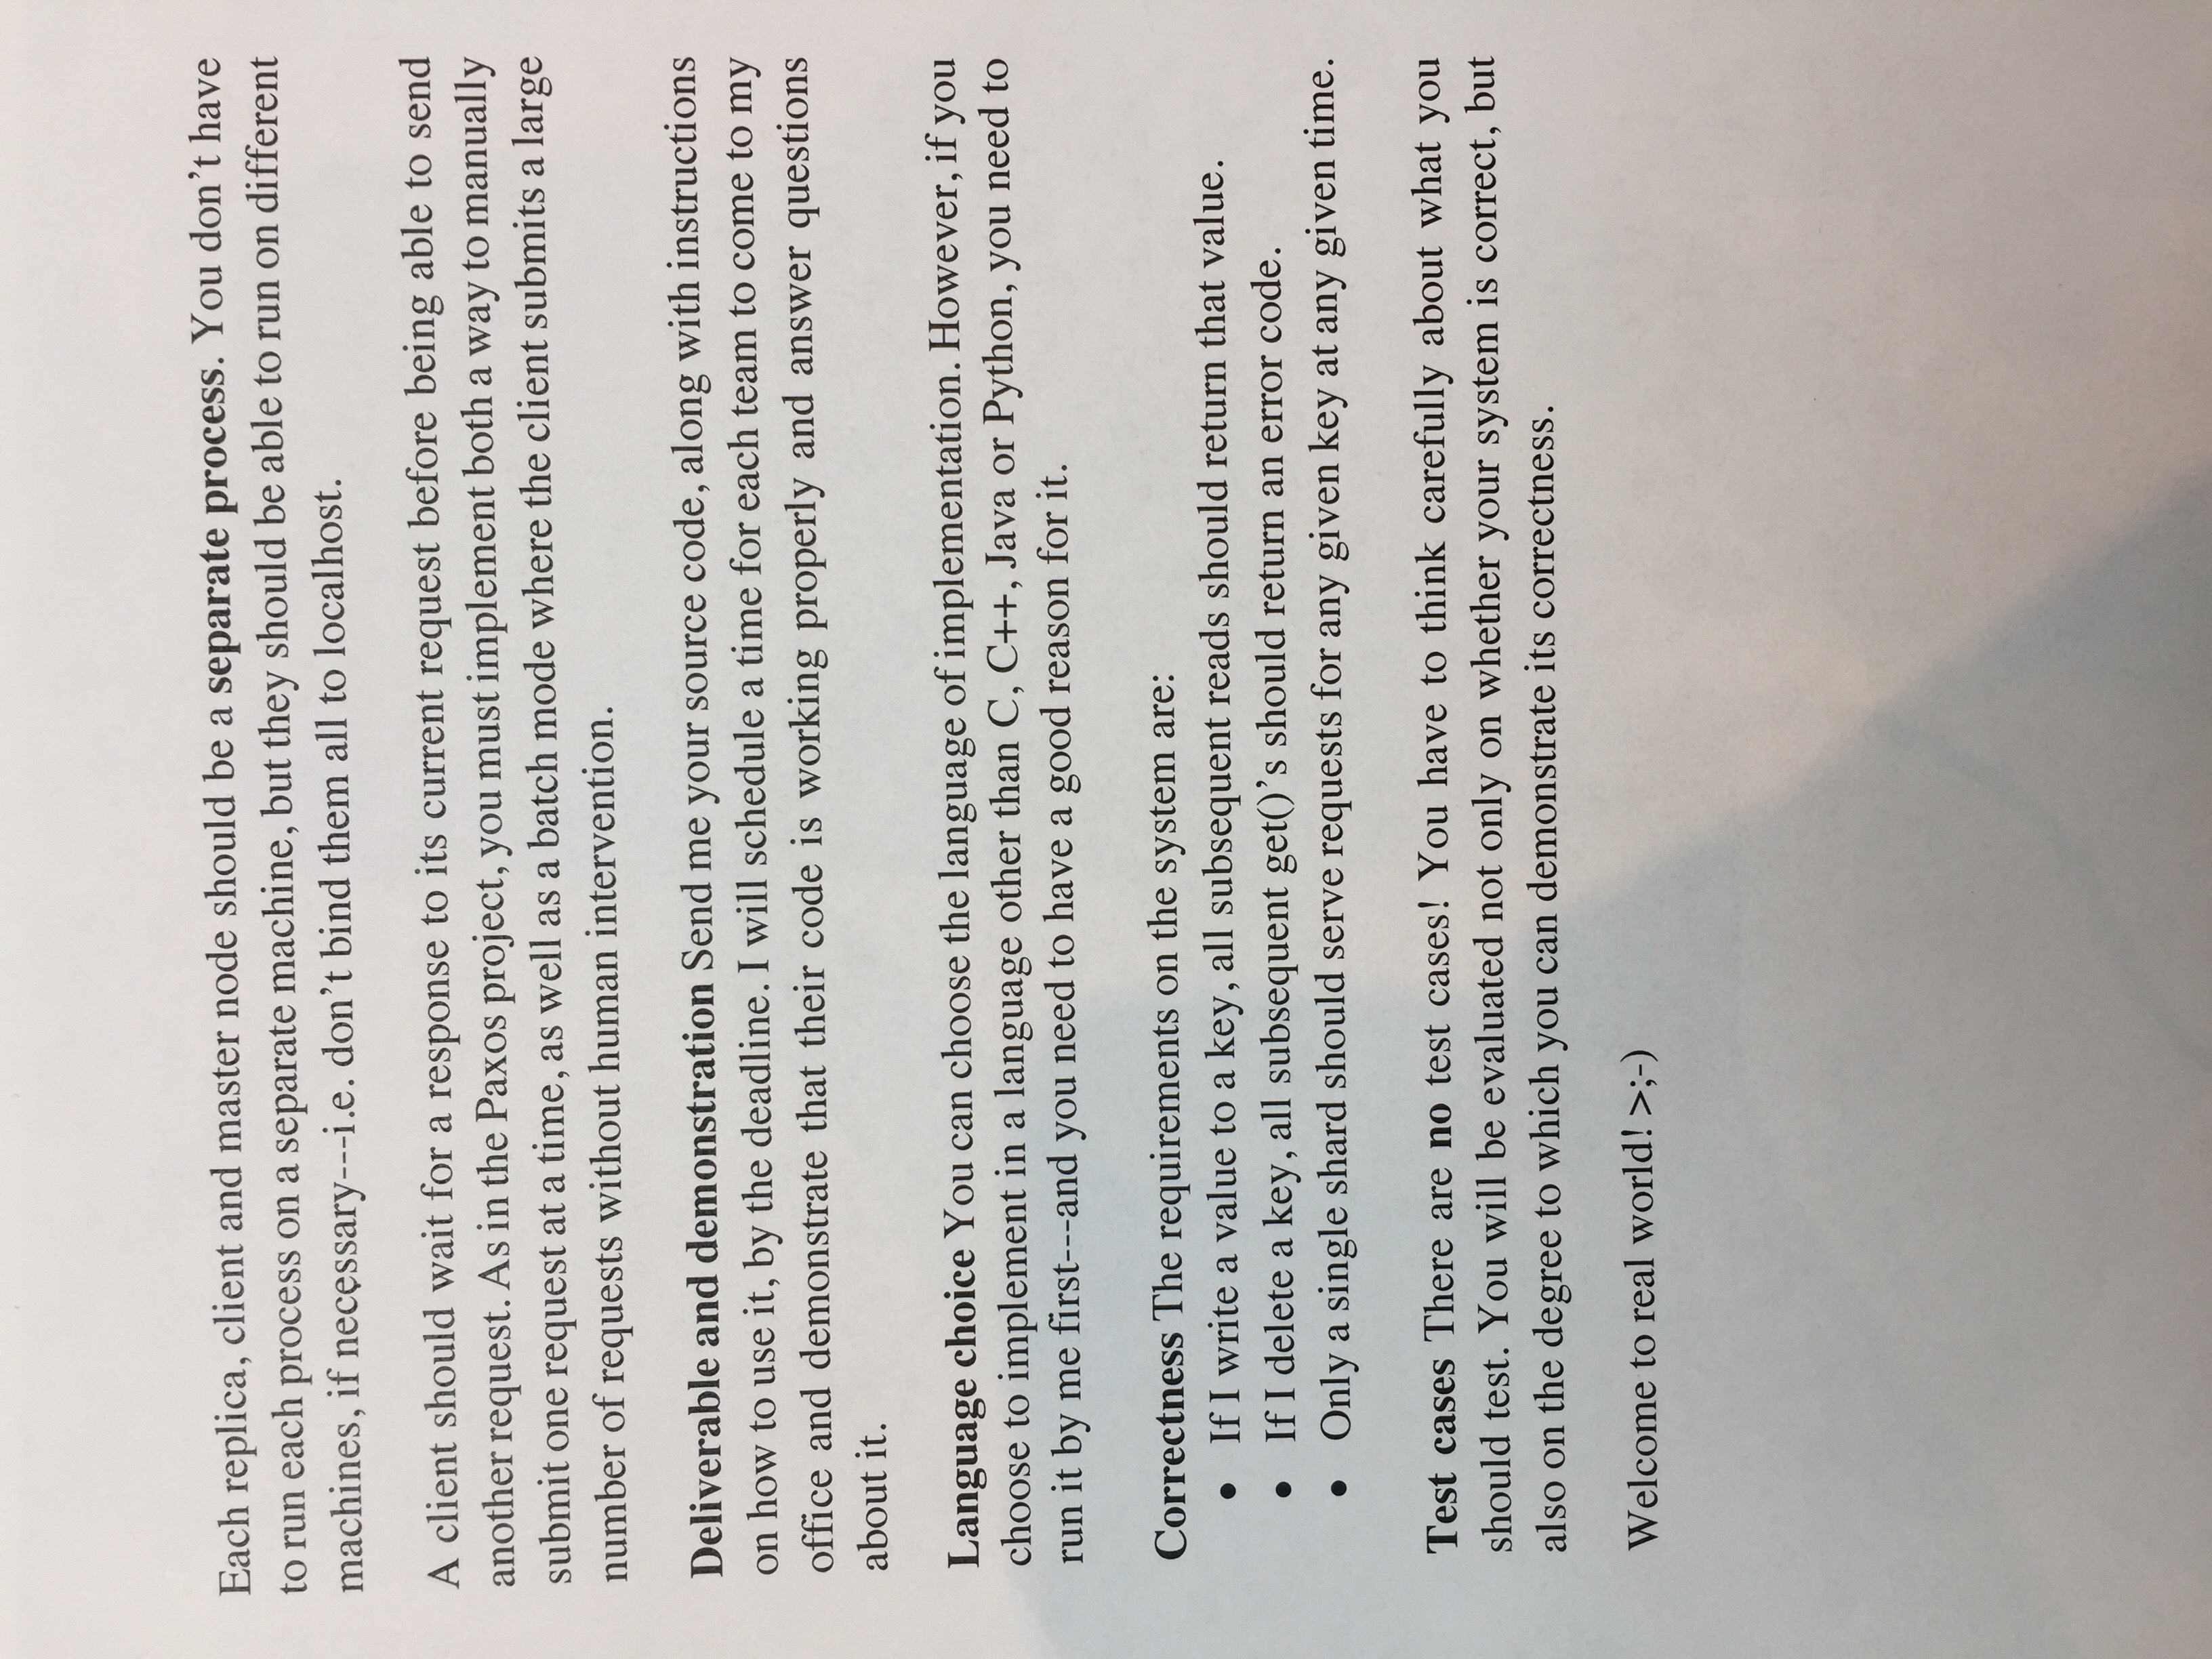 Each replica, client and master node should be a separate process. You don't have
to run each process on a separate machine, but they should be able to run on different
machines, if necessary---i.e. don't bind them all to localhost.
A client should wait for a response to its current request before being able to send
another request. As in the Paxos project, you must implement both a way to manually
submit one request at a time, as well as a batch mode where the client submits a large
number of requests without human intervention.
Deliverable and demonstration Send me your source code, along with instructions
on how to use it, by the deadline. I will schedule a time for each team to come to my
office and demonstrate that their code is working properly and answer questions
about it.
Language choice You can choose the language of implementation. However, if you
choose to implement in a language other than C, C++, Java or Python, you need to
run it by me first---and you need to have a good reason for it.
Correctness The requirements on the system are:
• If I write a value to a key, all subsequent reads should return that value.
• If I delete a key, all subsequent get()'s should return an error code.
• Only a single shard should serve requests for any given key at any given time.
Test cases There are no test cases! You have to think carefully about what you
should test. You will be evaluated not only on whether your system is correct, but
also on the degree to which you can demonstrate its correctness.
Welcome to real world! >;-)